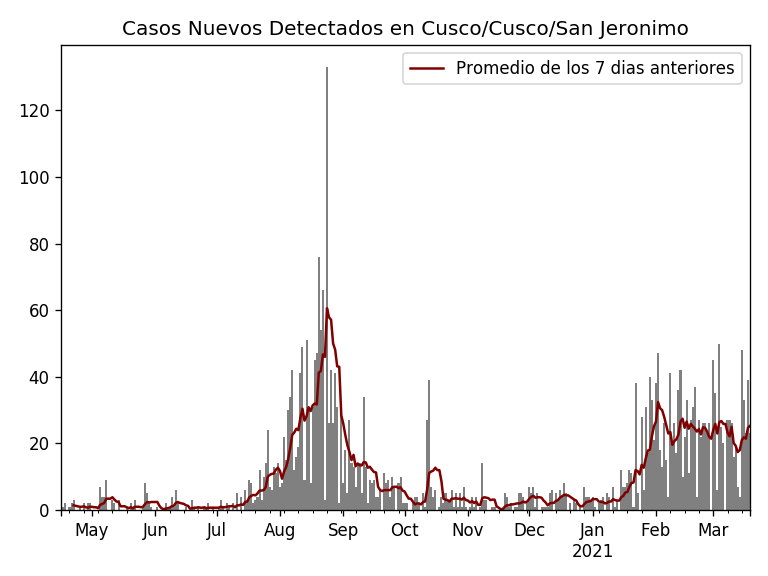 Casos Nuevos Detectados en Cusco/Cusco/San Jeronimo
Promedio de los 7 dias anteriores
120
100
80
60
40
20
0
May Jun Jul Aug Sep Oct Nov Dec Jan Feb Mar
2021